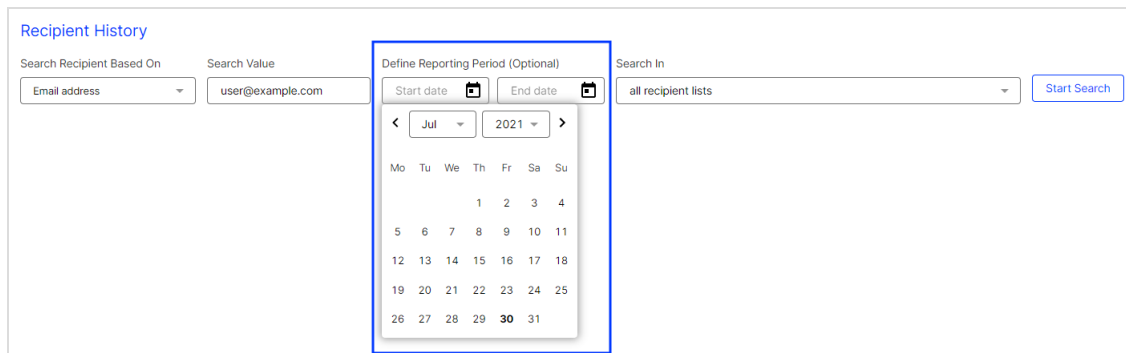 Recipient History
Search Recipient Based On Search Value Define Reporting Period (Optional) Search In
Email address user@example.com Start date End date all recipient lists Start Search
Jul 2021
Mo Tu We Th Fr Sa Su
1 2 3 4
5 6 7 8 9 10 11
12 13 14 15 16 17 18
19 20 21 22 23 24 25
26 27 28 29 30 31